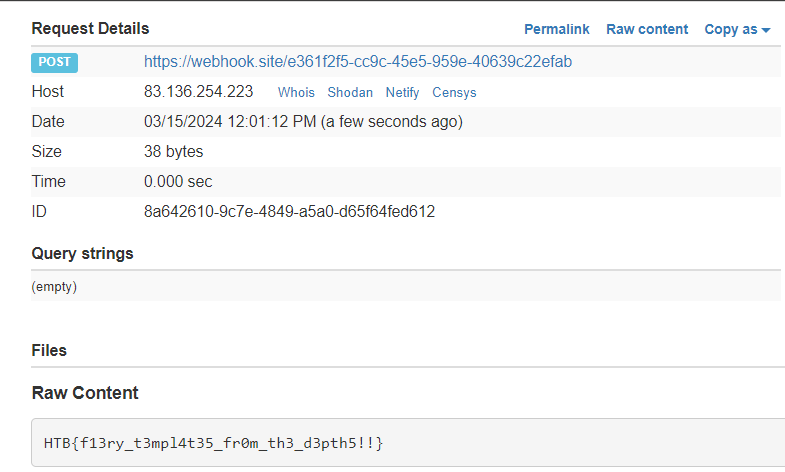 Request Details Permalink Raw content Copy as
POST https://webhook.site/e361f2f5-cc9c-45e5-959e-40639c22efab
Host 83.136.254.223 Whois Shodan Netify Censys
Date 03/15/2024 12:01:12 PM (a few seconds ago)
Size 38 bytes
Time 0.000 sec
ID 8a642610-9c7e-4849-a5a0-d65f64fed612
Query strings
(empty)
Files
Raw Content
HTB{f13ry_t3mpl4t35_fr0m_th3_d3pth5!!}